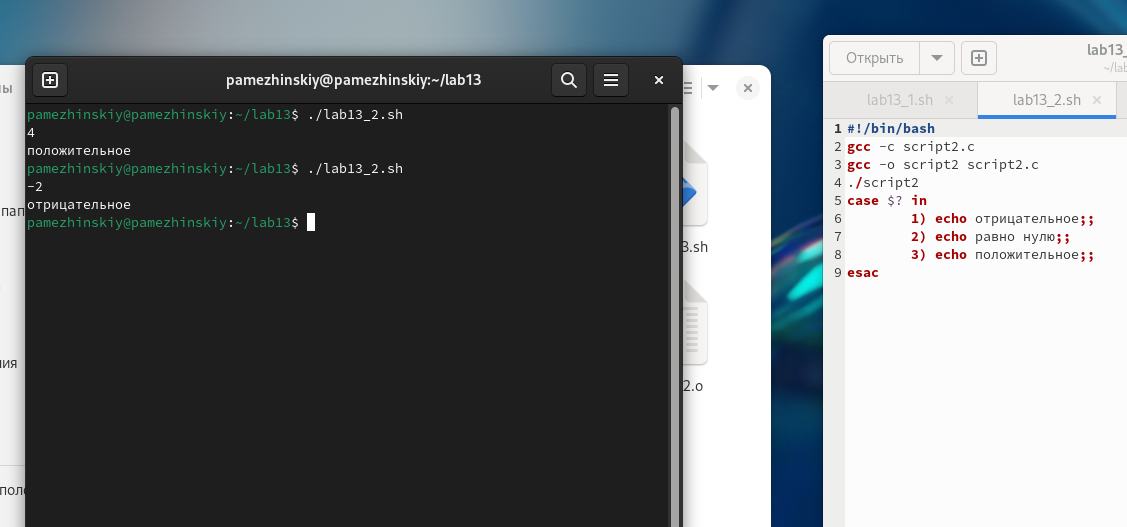 pamezhinskiy@pamezhinskiy:~/lab13
pamezhinskiy@pamezhinskiy:~/lab13$ ./lab13_2.sh
4
положительное
pamezhinskiy@pamezhinskiy:~/lab13$ ./lab13_2.sh
-2
отрицательное
pamezhinskiy@pamezhinskiy:~/lab13$
3.sh
2.o
Открыть
lab13_
~/lab
lab13_1.sh
lab13_2.sh
1 #!/bin/bash
2 gcc -c script2.c
3 gcc -o script2 script2.c
4 ./script2
5 case $? in
6 1) echo отрицательное;;
7 2) echo равно нулю;;
8 3) echo положительное;;
9 esac